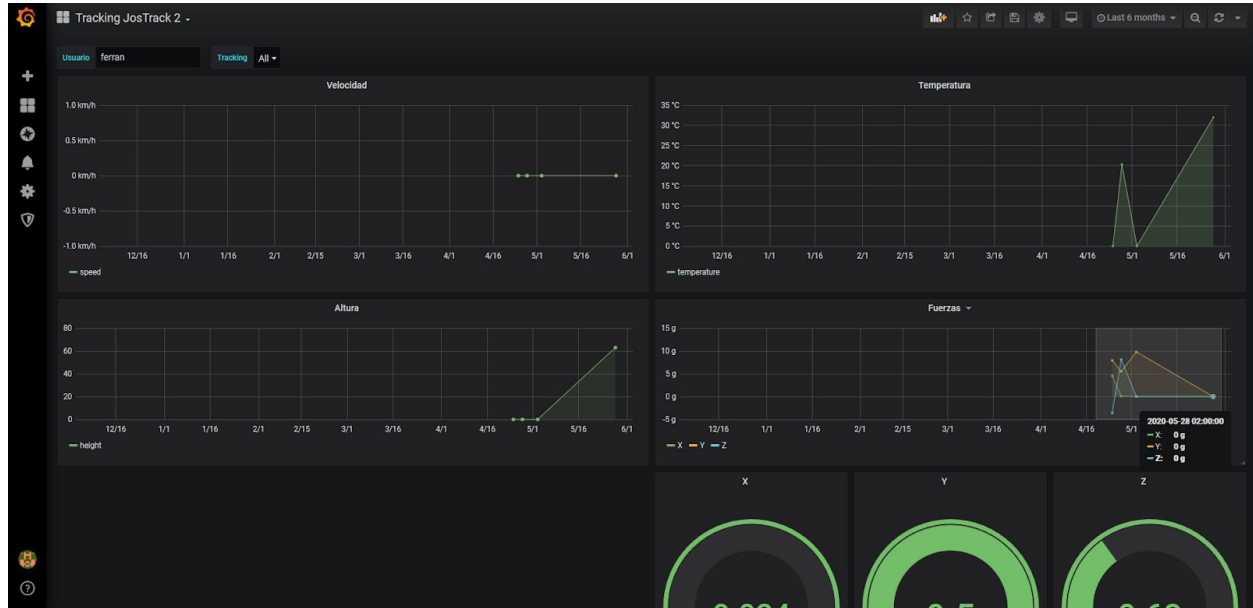 Tracking JosTrack 2
Last 6 months
Usuario ferran Tracking All
Velocidad
1.0 km/h
0.5 km/h
0 km/h
-0.5 km/h
-1.0 km/h
12/16 1/1 1/16 2/1 2/15 3/1 3/16 4/1 4/16 5/1 5/16 6/1
speed
Temperatura
35 °C
30 °C
25 °C
20 °C
15 °C
10 °C
5 °C
0 °C
12/16 1/1 1/16 2/1 2/15 3/1 3/16 4/1 4/16 5/1 5/16 6/1
temperature
Altura
80
60
40
20
0
12/16 1/1 1/16 2/1 2/15 3/1 3/16 4/1 4/16 5/1 5/16 6/1
height
Fuerzas
15 g
10 g
5 g
0 g
-5 g
12/16 1/1 1/16 2/1 2/15 3/1 3/16 4/1 4/16 5/1
X Y Z
2020-05-28 02:00:00
X: 0 g
Y: 0 g
Z: 0 g
X
Y
Z